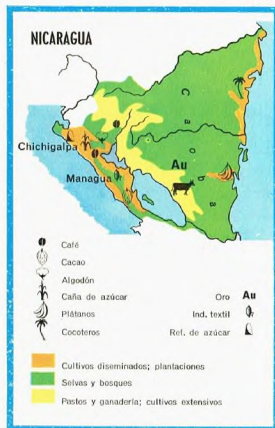 NICARAGUA
Chichigalpa
Managua
C
a
o
b
a
Au
Café
Cacao
Algodón
Caña de azúcar
Plátanos
Cocoteros
Oro Au
Ind. textil
Ref. de azúcar
Cultivos diseminados; plantaciones
Selvas y bosques
Pastos y ganadería; cultivos extensivos